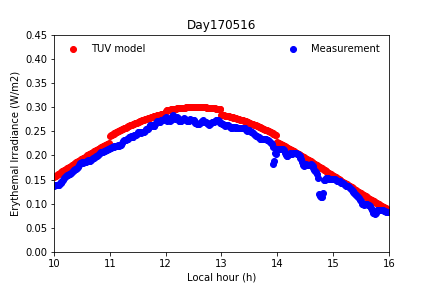 Day170516
TUV model
Measurement
Erythemal Irradiance (W/m2)
0.45
0.40
0.35
0.30
0.25
0.20
0.15
0.10
0.05
0.00
10 11 12 13 14 15 16
Local hour (h)